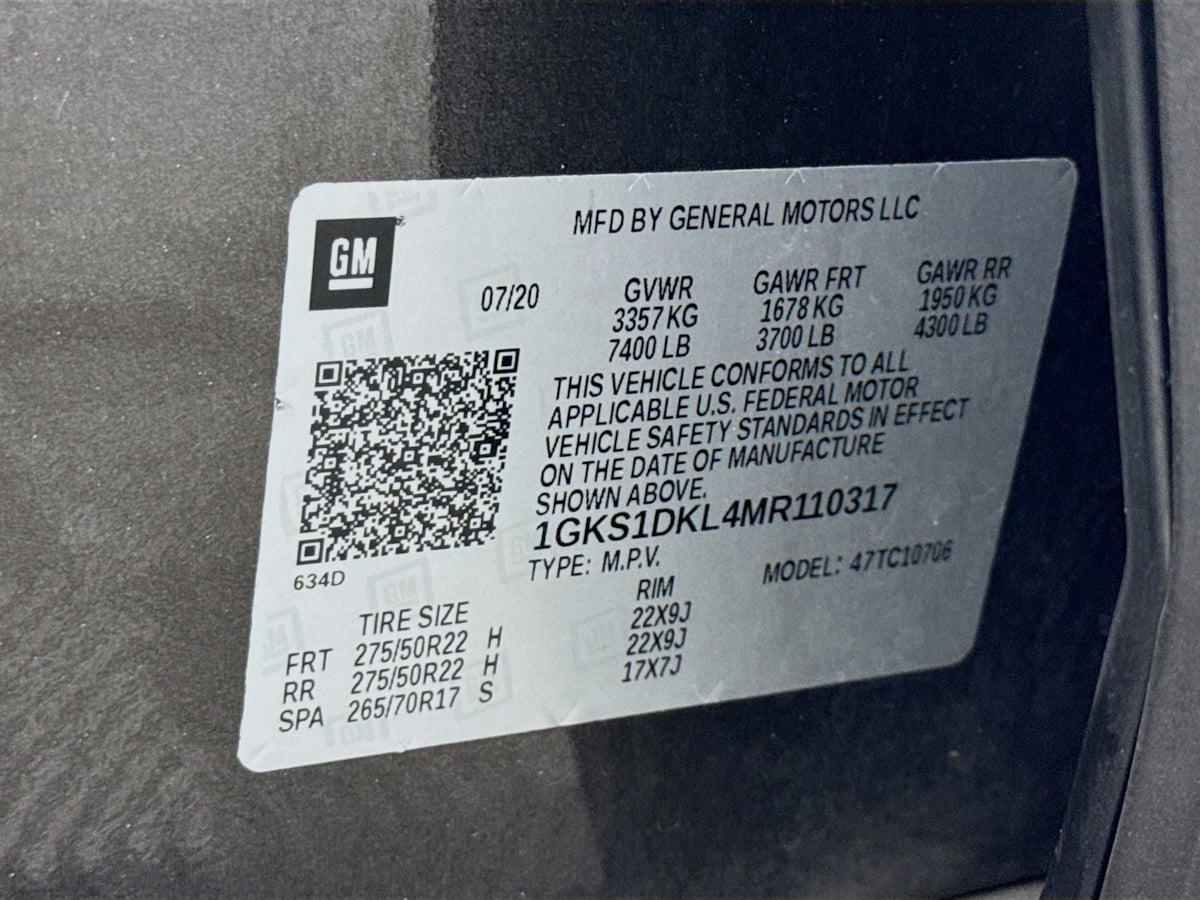 GM
MFD BY GENERAL MOTORS LLC
07/20
GVWR GAWR FRT GAWR RR
3357 KG 1678 KG 1950 KG
7400 LB 3700 LB 4300 LB
THIS VEHICLE CONFORMS TO ALL
APPLICABLE U.S. FEDERAL MOTOR
VEHICLE SAFETY STANDARDS IN EFFECT
ON THE DATE OF MANUFACTURE
SHOWN ABOVE.
1GKS1DKL4MR110317
TYPE: M.P.V. MODEL: 47TC10706
634D
TIRE SIZE RIM
FRT 275/50R22 H 22X9J
RR 275/50R22 H 22X9J
SPA 265/70R17 S 17X7J